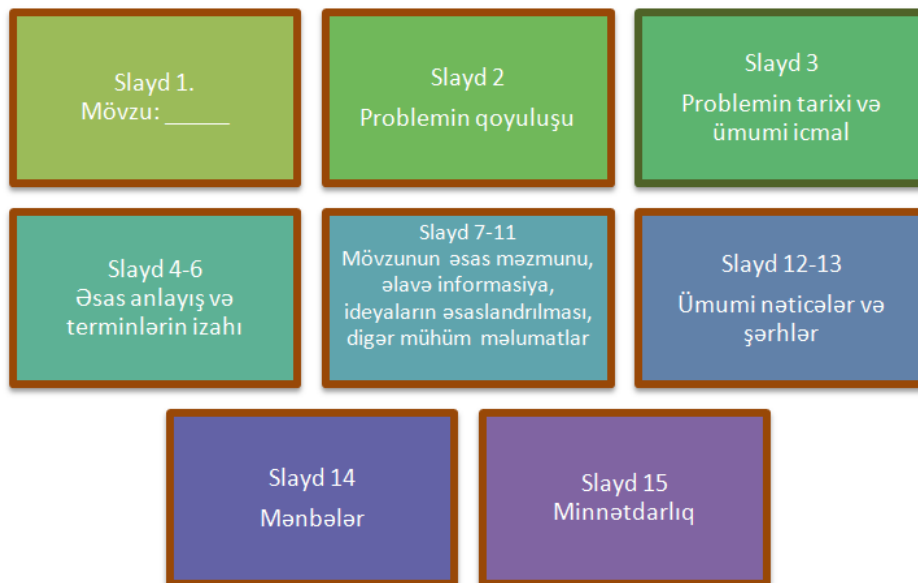 Slayd 1.
Mövzu: _____
Slayd 2
Problemin qoyuluşu
Slayd 3
Problemin tarixi və
ümumi icmal
Slayd 4-6
Əsas anlayış və
terminlərin izahı
Slayd 7-11
Mövzunun əsas məzmunu,
əlavə informasiya,
ideyaların əsaslandrılması,
digər mühüm məlumatlar
Slayd 12-13
Ümumi nəticələr və
şərhlər
Slayd 14
Mənbələr
Slayd 15
Minnətdarlıq